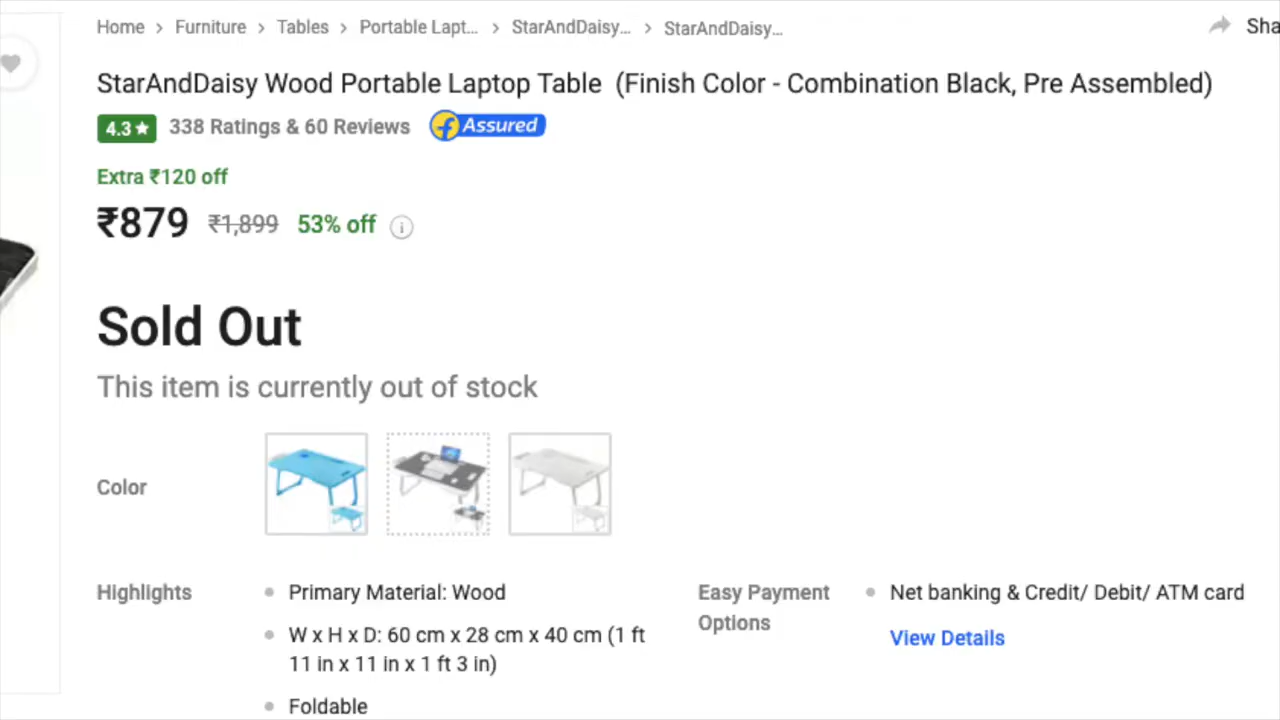 Home > Furniture > Tables > Portable Lapt... > StarAndDaisy... > StarAndDaisy...
StarAndDaisy Wood Portable Laptop Table (Finish Color - Combination Black, Pre Assembled)
4.3★ 338 Ratings & 60 Reviews f Assured
Extra ₹120 off
₹879 ₹1,899 53% off i
Sold Out
This item is currently out of stock
Color
Highlights
Primary Material: Wood
W x H x D: 60 cm x 28 cm x 40 cm (1 ft
11 in x 11 in x 1 ft 3 in)
Foldable
Easy Payment
Options
Net banking & Credit/ Debit/ ATM card
View Details